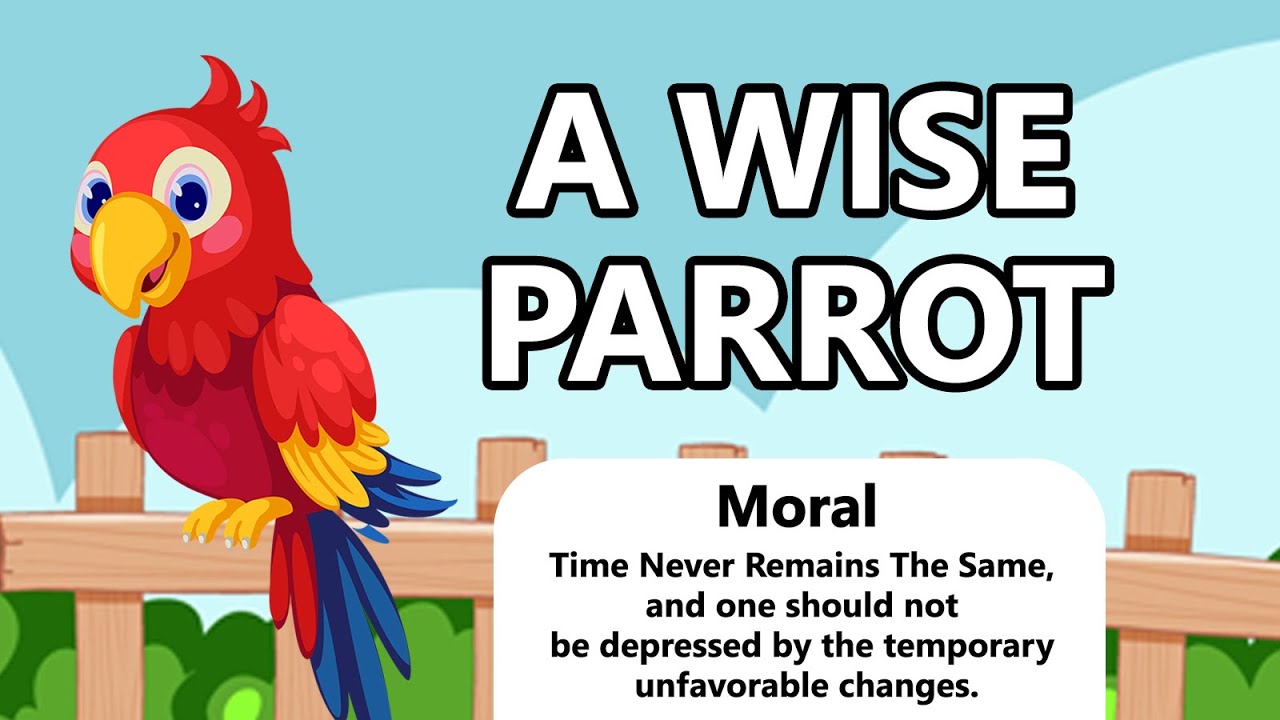 A WISE
PARROT
Moral
Time Never Remains The Same,
and one should not
be depressed by the temporary
unfavorable changes.